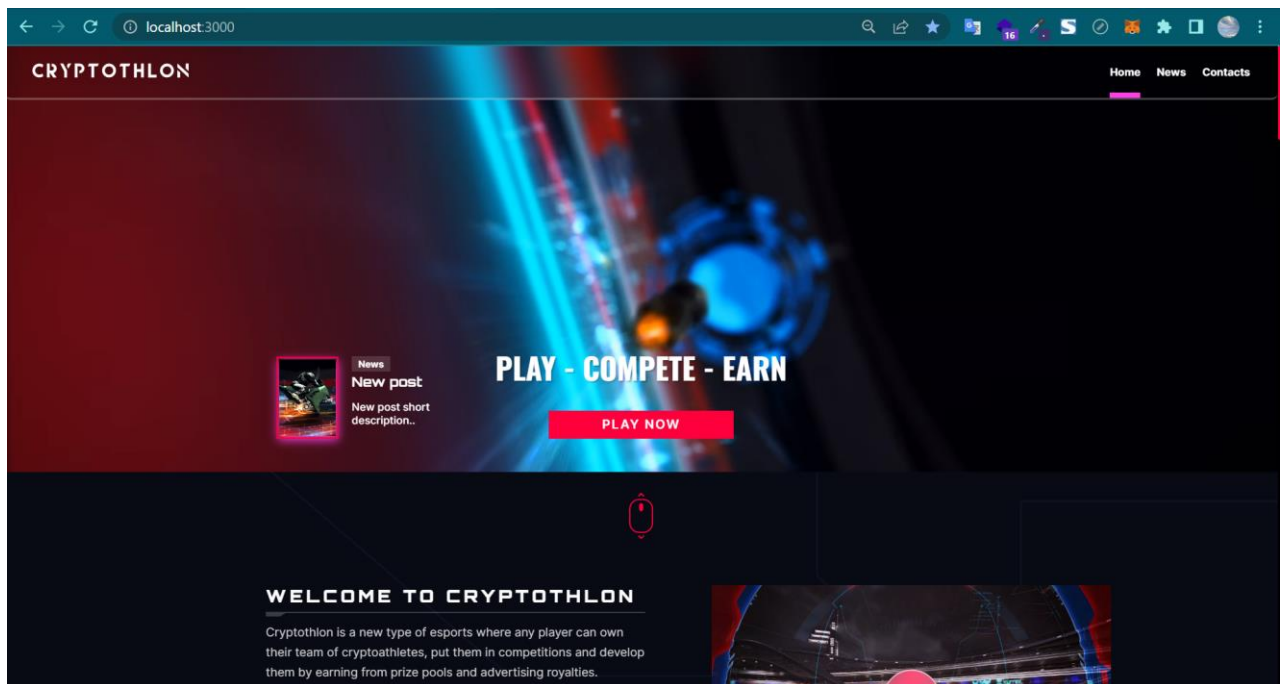 localhost:3000
16
S
CRYPTOTHLON
Home News Contacts
News
New post
New post short
description..
PLAY - COMPETE - EARN
PLAY NOW
WELCOME TO CRYPTOTHLON
Cryptothlon is a new type of esports where any player can own
their team of cryptoathletes, put them in competitions and develop
them by earning from prize pools and advertising royalties.